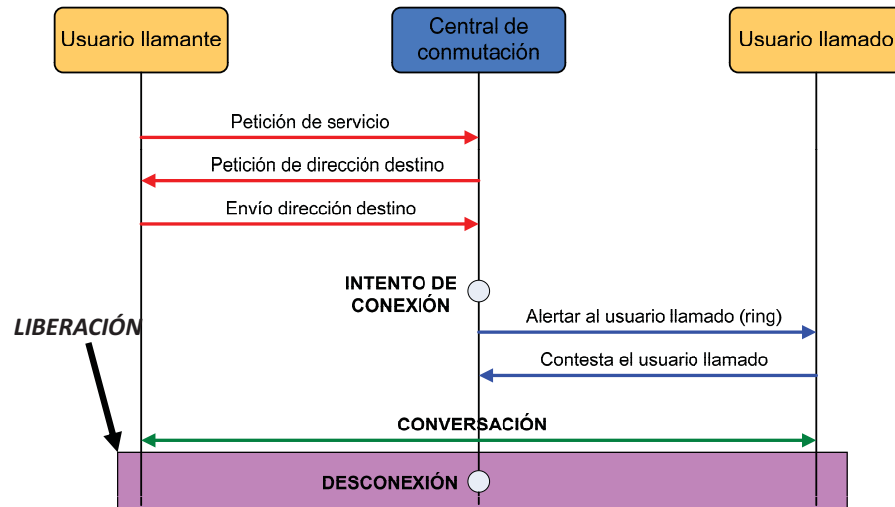 Usuario llamante
Central de
conmutación
Usuario llamado
Petición de servicio
Petición de dirección destino
Envío dirección destino
INTENTO DE
CONEXIÓN
Alertar al usuario llamado (ring)
LIBERACIÓN
Contesta el usuario llamado
CONVERSACIÓN
DESCONEXIÓN